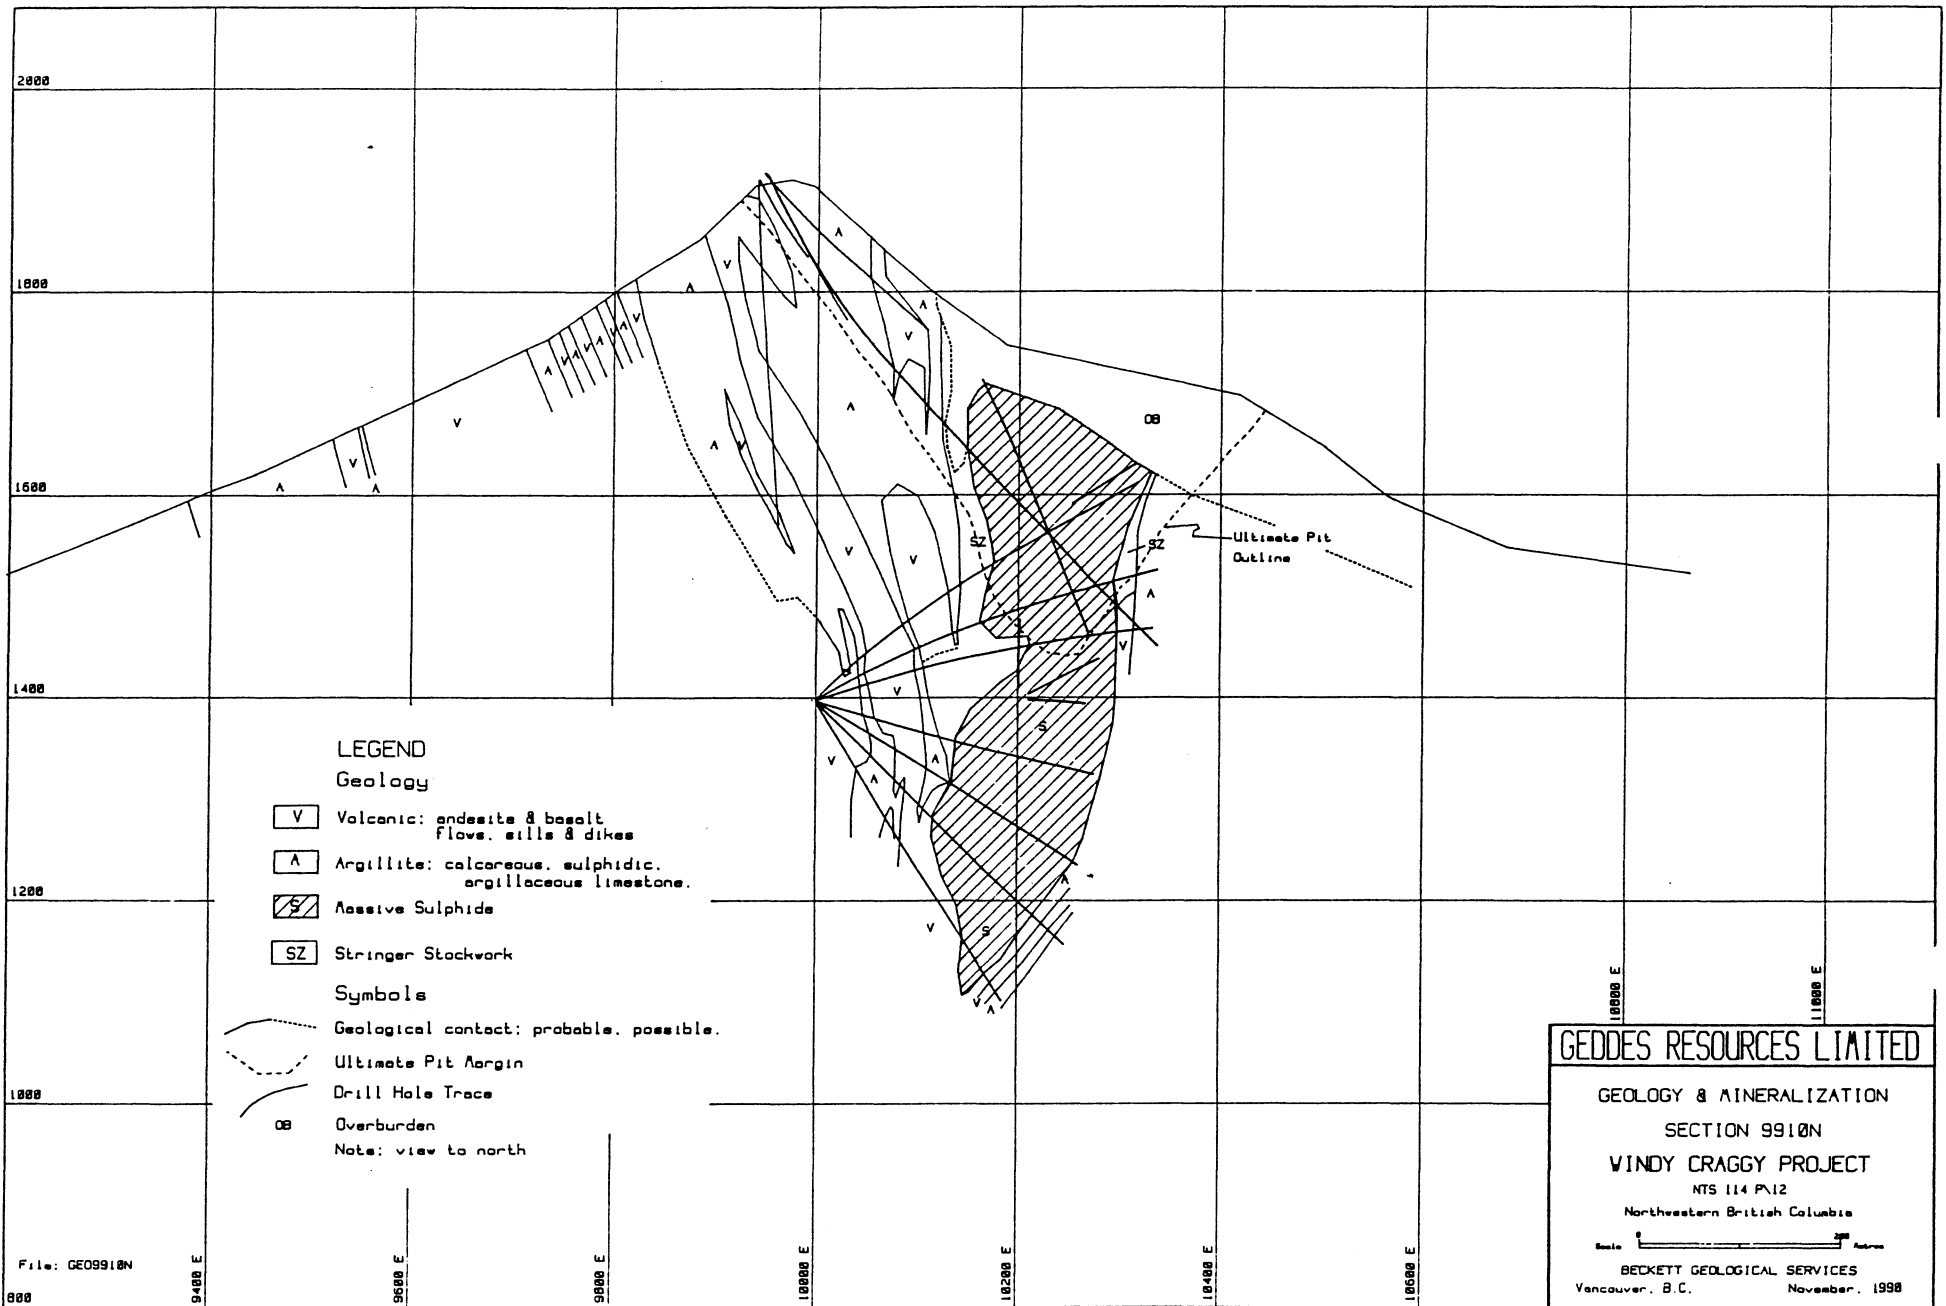 2000
1800
1600
1400
1200
1000
800
V
Λ
OB
SZ
S
Ultimate Pit
Outline
LEGEND
Geology
V Volcanic: andesite & basalt
flows, sills & dikes
Λ Argillite: calcareous, sulphidic,
argillaceous limestone.
S Massive Sulphide
SZ Stringer Stockwork
Symbols
Geological contact: probable, possible.
Ultimate Pit Margin
Drill Hole Trace
OB Overburden
Note: view to north
File: GEO9910N
9400 E
9600 E
9800 E
10000 E
10200 E
10400 E
10600 E
10800 E
11000 E
GEDDES RESOURCES LIMITED
GEOLOGY & MINERALIZATION
SECTION 9910N
WINDY CRAGGY PROJECT
NTS 114 P\12
Northwestern British Columbia
Scale 0 200 Metres
BECKETT GEOLOGICAL SERVICES
Vancouver, B.C. November, 1990